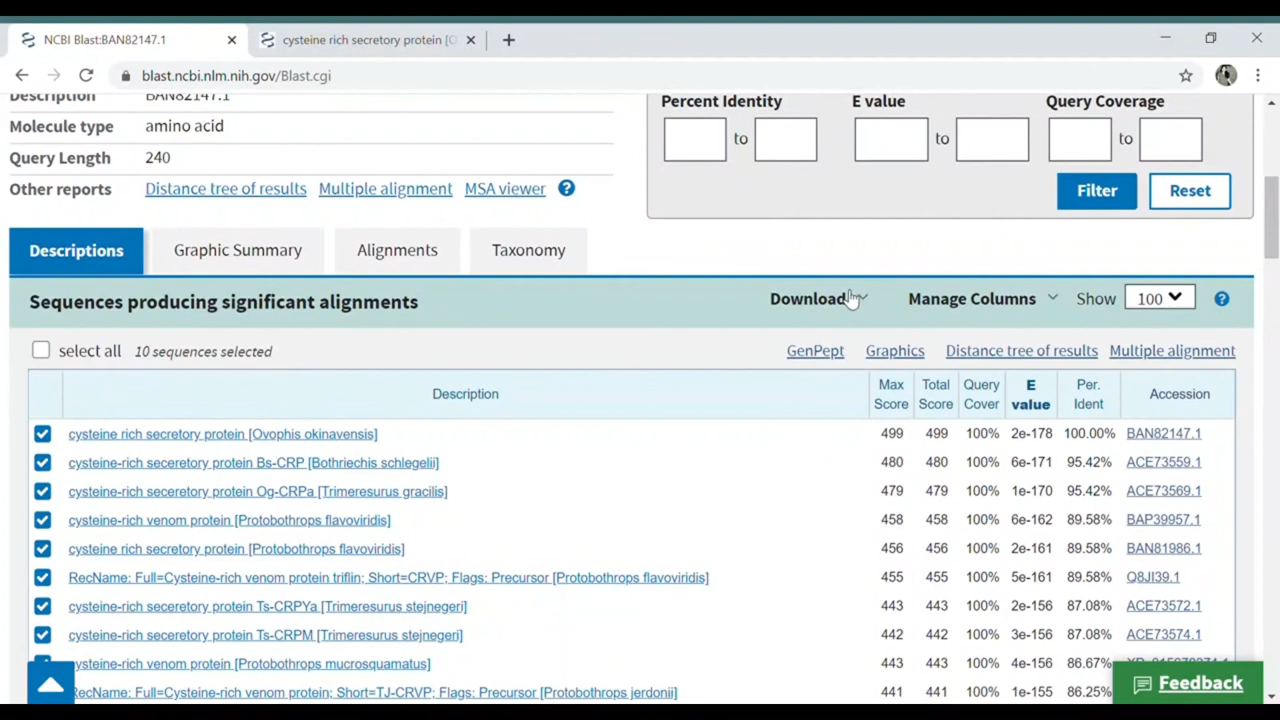 NCBI Blast:BAN82147.1
cysteine rich secretory protein [O
blast.ncbi.nlm.nih.gov/Blast.cgi
Description BAN82147.1
Molecule type amino acid
Query Length 240
Other reports Distance tree of results Multiple alignment MSA viewer ?
Percent Identity E value Query Coverage
to to to
Filter Reset
Descriptions Graphic Summary Alignments Taxonomy
Sequences producing significant alignments Download Manage Columns Show 100 ?
select all 10 sequences selected GenPept Graphics Distance tree of results Multiple alignment
Description Max Score Total Score Query Cover E value Per. Ident Accession
cysteine rich secretory protein [Ovophis okinavensis] 499 499 100% 2e-178 100.00% BAN82147.1
cysteine-rich seceretory protein Bs-CRP [Bothriechis schlegelii] 480 480 100% 6e-171 95.42% ACE73559.1
cysteine-rich seceretory protein Og-CRPa [Trimeresurus gracilis] 479 479 100% 1e-170 95.42% ACE73569.1
cysteine-rich venom protein [Protobothrops flavoviridis] 458 458 100% 6e-162 89.58% BAP39957.1
cysteine rich secretory protein [Protobothrops flavoviridis] 456 456 100% 2e-161 89.58% BAN81986.1
RecName: Full=Cysteine-rich venom protein triflin; Short=CRVP; Flags: Precursor [Protobothrops flavoviridis] 455 455 100% 5e-161 89.58% Q8JI39.1
cysteine-rich seceretory protein Ts-CRPYa [Trimeresurus stejnegeri] 443 443 100% 2e-156 87.08% ACE73572.1
cysteine-rich seceretory protein Ts-CRPM [Trimeresurus stejnegeri] 442 442 100% 3e-156 87.08% ACE73574.1
ysteine-rich venom protein [Protobothrops mucrosquamatus] 443 443 100% 4e-156 86.67%
RecName: Full=Cysteine-rich venom protein; Short=TJ-CRVP; Flags: Precursor [Protobothrops jerdonii] 441 441 100% 1e-155 86.25%
Feedback